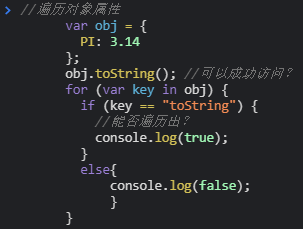 > //遍历对象属性
var obj = {
PI: 3.14
};
obj.toString(); //可以成功访问？
for (var key in obj) {
if (key == "toString") {
//能否遍历出？
console.log(true);
}
else{
console.log(false);
}
}